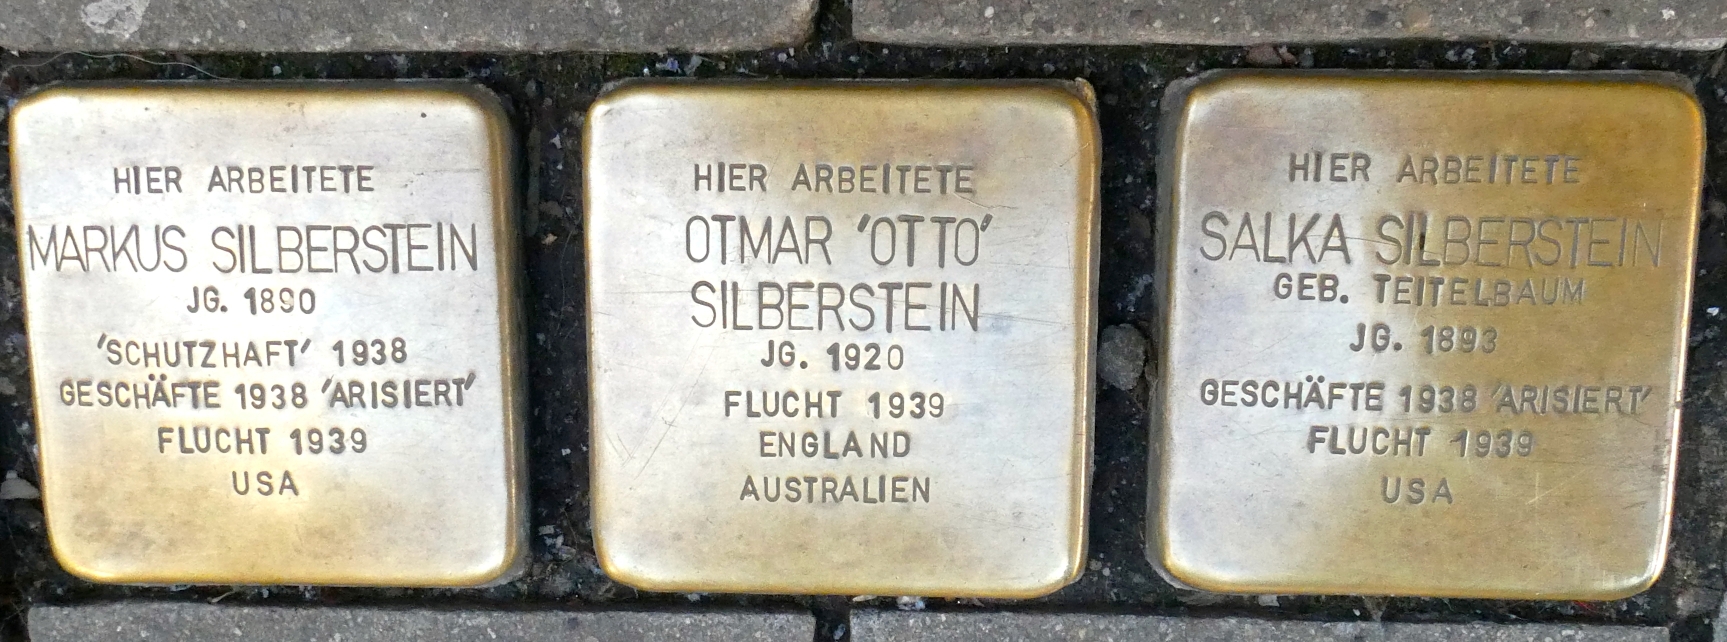 HIER ARBEITETE
MARKUS SILBERSTEIN
JG. 1890
'SCHUTZHAFT' 1938
GESCHÄFTE 1938 'ARISIERT'
FLUCHT 1939
USA
HIER ARBEITETE
OTMAR 'OTTO'
SILBERSTEIN
JG. 1920
FLUCHT 1939
ENGLAND
AUSTRALIEN
HIER ARBEITETE
SALKA SILBERSTEIN
GEB. TEITELBAUM
JG. 1893
GESCHÄFTE 1938 'ARISIERT'
FLUCHT 1939
USA